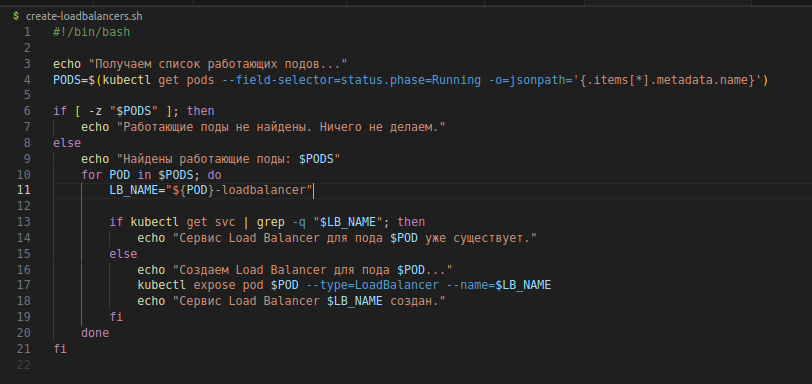 $ create-loadbalancers.sh
1 #!/bin/bash
2
3 echo "Получаем список работающих подов..."
4 PODS=$(kubectl get pods --field-selector=status.phase=Running -o=jsonpath='{.items[*].metadata.name}')
5
6 if [ -z "$PODS" ]; then
7 echo "Работающие поды не найдены. Ничего не делаем."
8 else
9 echo "Найдены работающие поды: $PODS"
10 for POD in $PODS; do
11 LB_NAME="${POD}-loadbalancer"
12
13 if kubectl get svc | grep -q "$LB_NAME"; then
14 echo "Сервис Load Balancer для пода $POD уже существует."
15 else
16 echo "Создаем Load Balancer для пода $POD..."
17 kubectl expose pod $POD --type=LoadBalancer --name=$LB_NAME
18 echo "Сервис Load Balancer $LB_NAME создан."
19 fi
20 done
21 fi
22